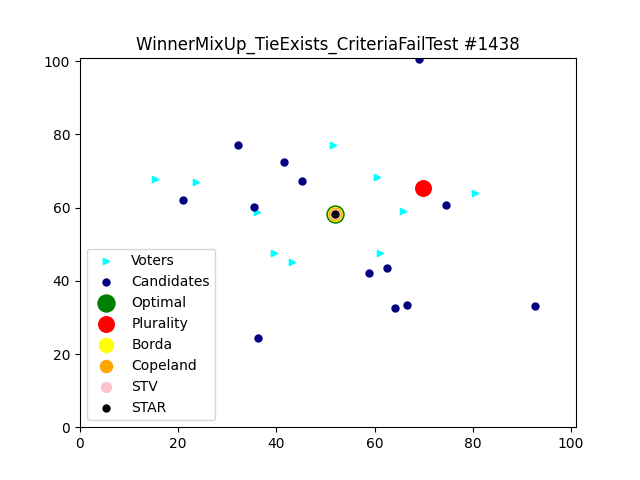 WinnerMixUp_TieExists_CriteriaFailTest #1438
100
80
60
40
20
0
Voters
Candidates
Optimal
Plurality
Borda
Copeland
STV
STAR
0 20 40 60 80 100